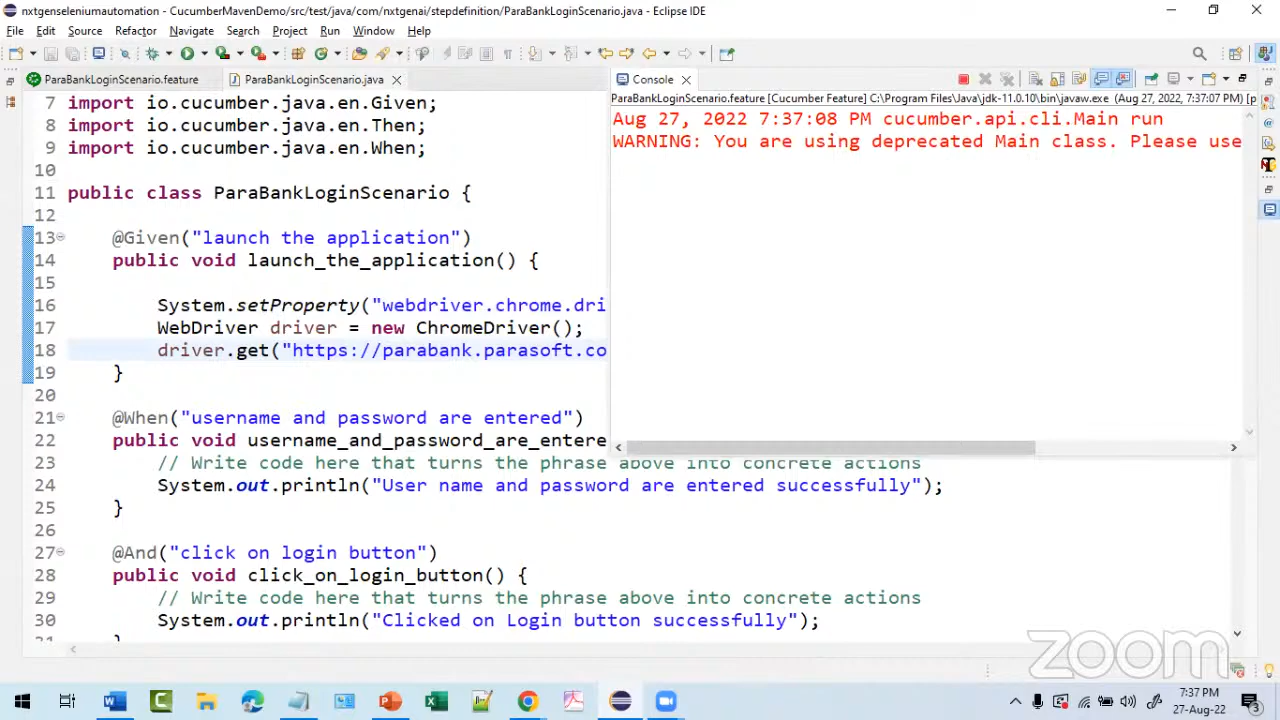 nxtgenseleniumautomation - CucumberMavenDemo/src/test/java/com/nxtgenai/stepdefinition/ParaBankLoginScenario.java - Eclipse IDE
File Edit Source Refactor Navigate Search Project Run Window Help
ParaBankLoginScenario.feature ParaBankLoginScenario.java
7 import io.cucumber.java.en.Given;
8 import io.cucumber.java.en.Then;
9 import io.cucumber.java.en.When;
10
11 public class ParaBankLoginScenario {
12
13 @Given("launch the application")
14 public void launch_the_application() {
15
16 System.setProperty("webdriver.chrome.dri
17 WebDriver driver = new ChromeDriver();
18 driver.get("https://parabank.parasoft.co
19 }
20
21 @When("username and password are entered")
22 public void username_and_password_are_entere
23 // Write code here that turns the phrase above into concrete actions
24 System.out.println("User name and password are entered successfully");
25 }
26
27 @And("click on login button")
28 public void click_on_login_button() {
29 // Write code here that turns the phrase above into concrete actions
30 System.out.println("Clicked on Login button successfully");
31 }
Console
ParaBankLoginScenario.feature [Cucumber Feature] C:\Program Files\Java\jdk-11.0.10\bin\javaw.exe (Aug 27, 2022, 7:37:07 PM) [p
Aug 27, 2022 7:37:08 PM cucumber.api.cli.Main run
WARNING: You are using deprecated Main class. Please use
zoom
7:37 PM
27-Aug-22
3